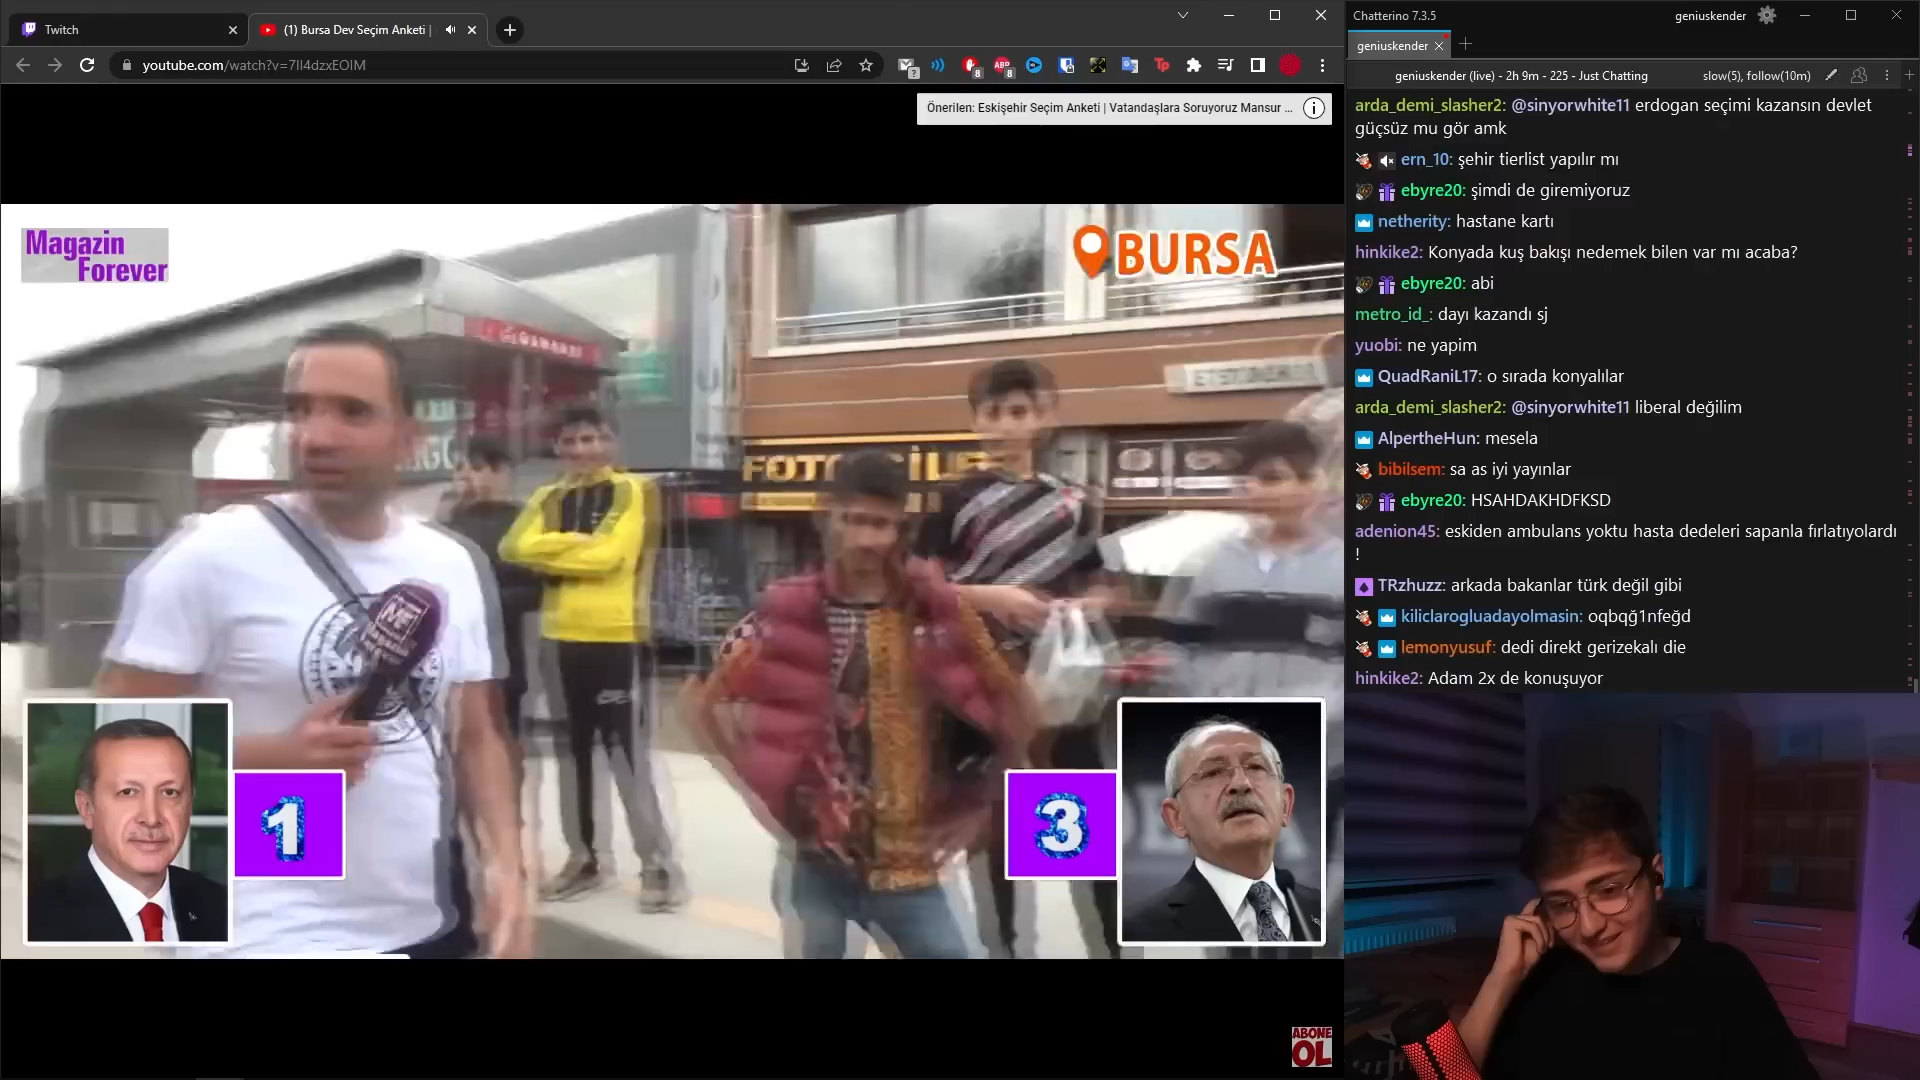 Twitch
(1) Bursa Dev Seçim Anketi |
youtube.com/watch?v=7Il4dzxEOIM
Önerilen: Eskişehir Seçim Anketi | Vatandaşlara Soruyoruz Mansur ...
Magazin
Forever
BURSA
1
3
ABONE
OL
Chatterino 7.3.5
geniuskender
geniuskender
geniuskender (live) - 2h 9m - 225 - Just Chatting
slow(5), follow(10m)
arda_demi_slasher2: @sinyorwhite11 erdogan seçimi kazansın devlet
güçsüz mu gör amk
ern_10: şehir tierlist yapılır mı
ebyre20: şimdi de giremiyoruz
netherity: hastane kartı
hinkike2: Konyada kuş bakışı nedemek bilen var mı acaba?
ebyre20: abi
metro_id_: dayı kazandı sj
yuobi: ne yapim
QuadRaniL17: o sırada konyalılar
arda_demi_slasher2: @sinyorwhite11 liberal değilim
AlpertheHun: mesela
bibilsem: sa as iyi yayınlar
ebyre20: HSAHDAKHDFKSD
adenion45: eskiden ambulans yoktu hasta dedeleri sapanla fırlatıyolardı
!
TRzhuzz: arkada bakanlar türk değil gibi
kiliclarogluadayolmasin: oqbqğ1nfeğd
lemonyusuf: dedi direkt gerizekalı die
hinkike2: Adam 2x de konuşuyor